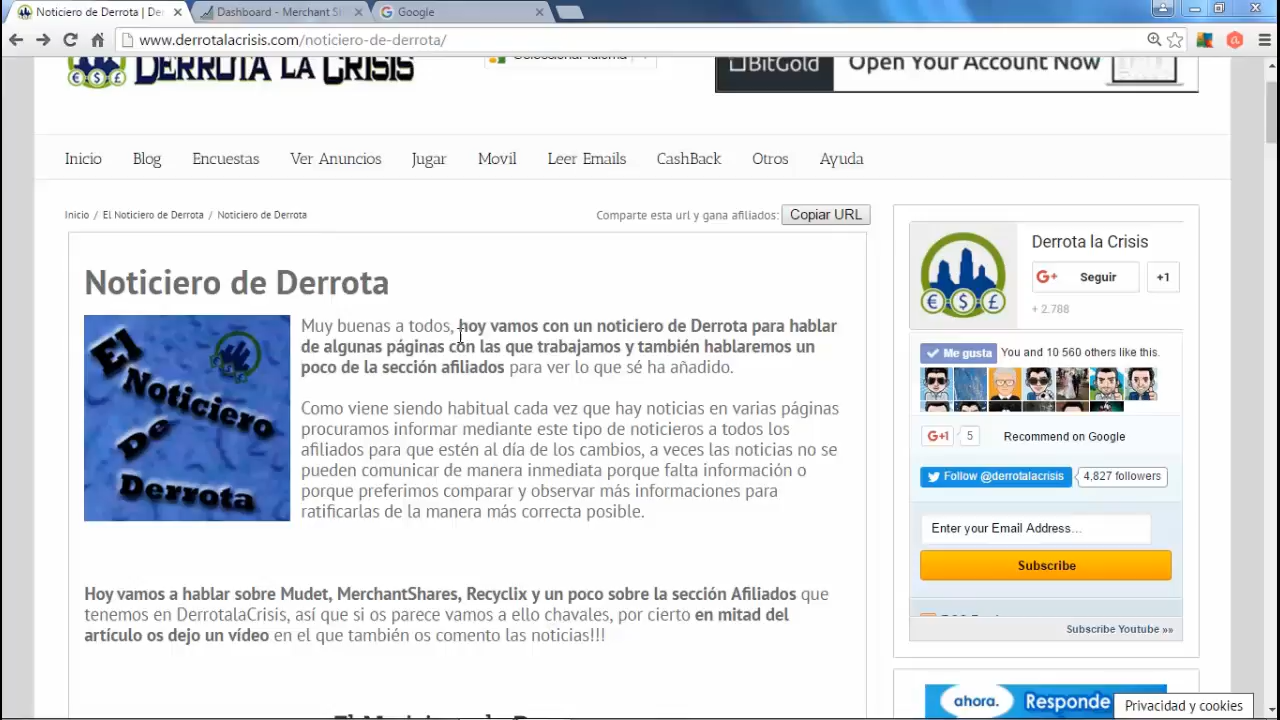 Noticiero de Derrota | De
Dashboard - Merchant S
Google
www.derrotalacrisis.com/noticiero-de-derrota/
DERROTA LA CRISIS
Seleccionar Idioma
BitGold
Open Your Account Now
Inicio Blog Encuestas Ver Anuncios Jugar Movil Leer Emails CashBack Otros Ayuda
Inicio / El Noticiero de Derrota / Noticiero de Derrota
Comparte esta url y gana afiliados: Copiar URL
Noticiero de Derrota
El
Noticiero
De
Derrota
Muy buenas a todos, hoy vamos con un noticiero de Derrota para hablar
de algunas páginas con las que trabajamos y también hablaremos un
poco de la sección afiliados para ver lo que sé ha añadido.
Como viene siendo habitual cada vez que hay noticias en varias páginas
procuramos informar mediante este tipo de noticieros a todos los
afiliados para que estén al día de los cambios, a veces las noticias no se
pueden comunicar de manera inmediata porque falta información o
porque preferimos comparar y observar más informaciones para
ratificarlas de la manera más correcta posible.
Hoy vamos a hablar sobre Mudet, MerchantShares, Recyclix y un poco sobre la sección Afiliados que
tenemos en DerrotalaCrisis, así que si os parece vamos a ello chavales, por cierto en mitad del
artículo os dejo un vídeo en el que también os comento las noticias!!!
Derrota la Crisis
G+ Seguir +1
+ 2.788
Me gusta You and 10 560 others like this.
G+1 5 Recommend on Google
Follow @derrotalacrisis 4,827 followers
Enter your Email Address...
Subscribe
Subscribe Youtube »»
ahora. Responde
Privacidad y cookies